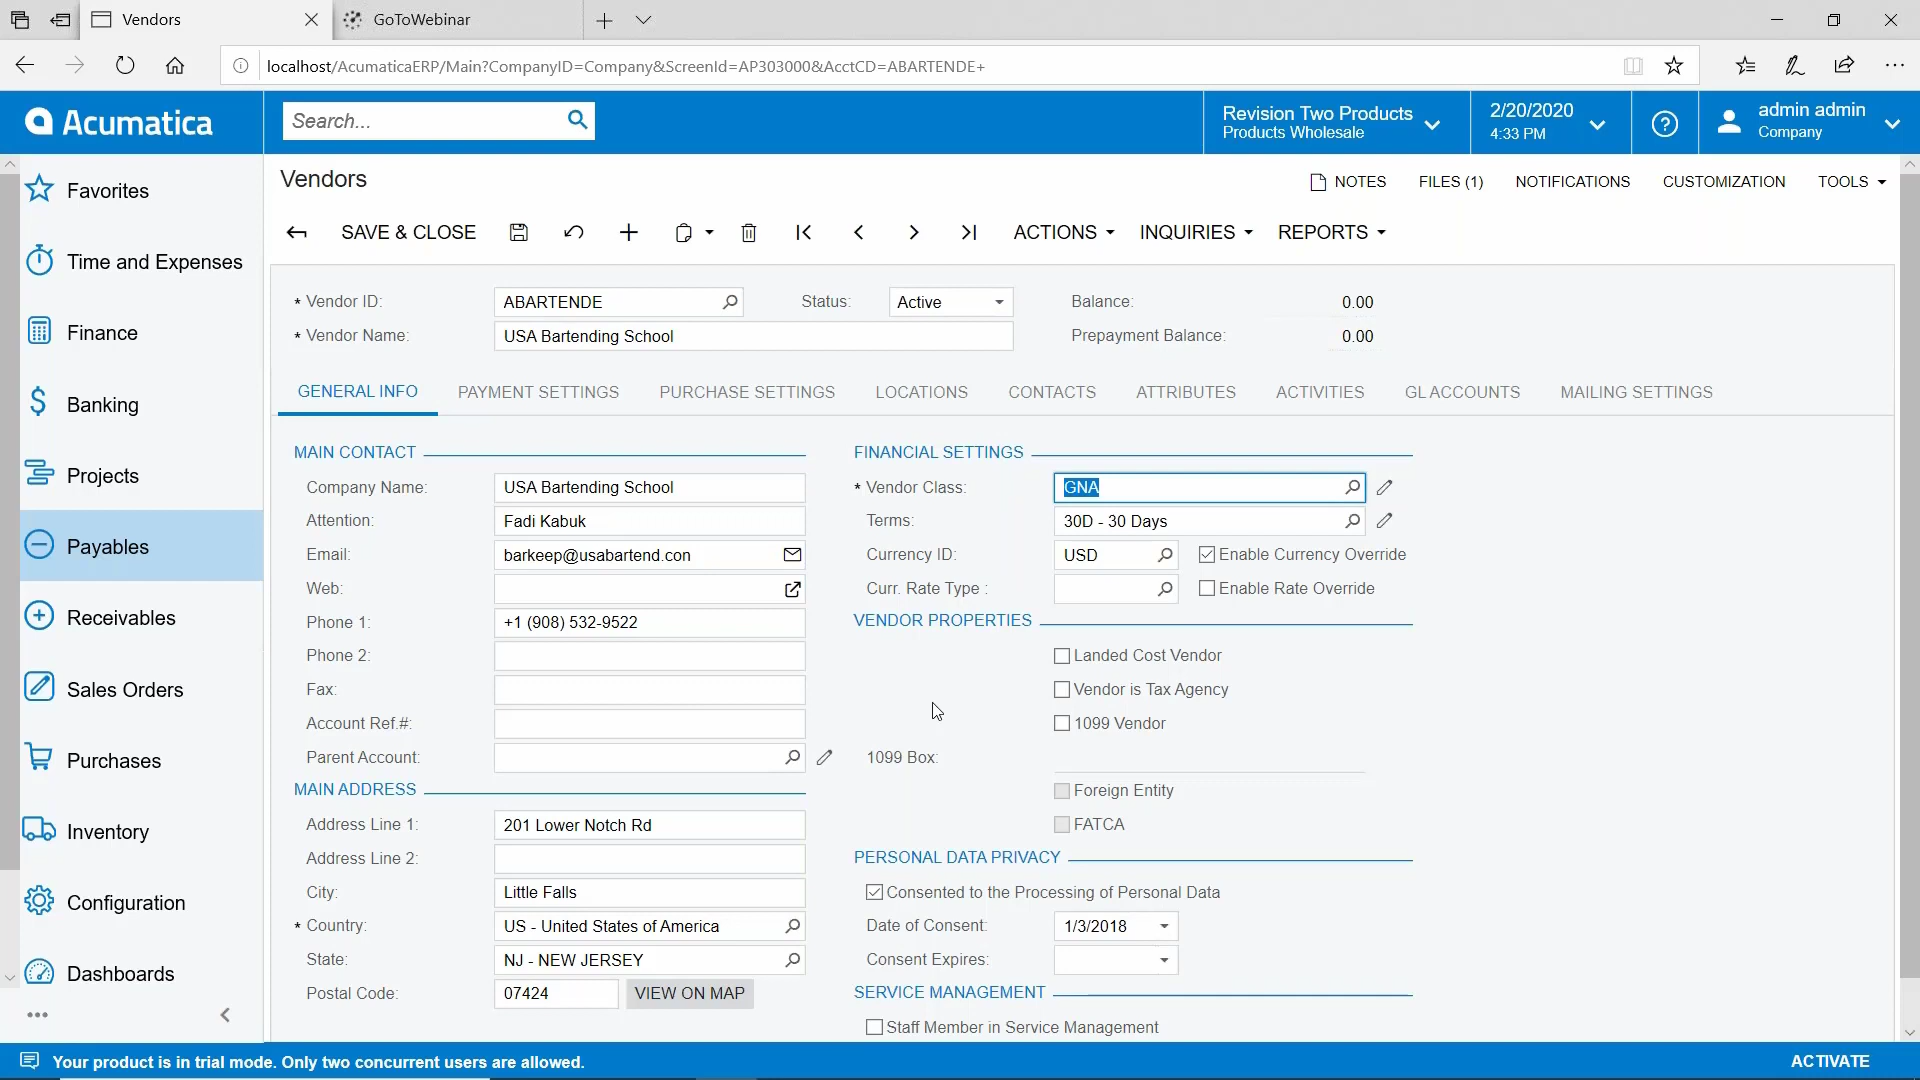 Vendors
GoToWebinar
localhost/AcumaticaERP/Main?CompanyID=Company&ScreenId=AP303000&AcctCD=ABARTENDE+
Acumatica
Search...
Revision Two Products
Products Wholesale
2/20/2020
4:33 PM
admin admin
Company
Favorites
Time and Expenses
Finance
Banking
Projects
Payables
Receivables
Sales Orders
Purchases
Inventory
Configuration
Dashboards
Vendors
NOTES FILES (1) NOTIFICATIONS CUSTOMIZATION TOOLS
SAVE & CLOSE ACTIONS INQUIRIES REPORTS
* Vendor ID: ABARTENDE Status: Active Balance: 0.00
* Vendor Name: USA Bartending School Prepayment Balance: 0.00
GENERAL INFO PAYMENT SETTINGS PURCHASE SETTINGS LOCATIONS CONTACTS ATTRIBUTES ACTIVITIES GL ACCOUNTS MAILING SETTINGS
MAIN CONTACT
Company Name: USA Bartending School
Attention: Fadi Kabuk
Email: barkeep@usabartend.con
Web:
Phone 1: +1 (908) 532-9522
Phone 2:
Fax:
Account Ref.#:
Parent Account:
MAIN ADDRESS
Address Line 1: 201 Lower Notch Rd
Address Line 2:
City: Little Falls
* Country: US - United States of America
State: NJ - NEW JERSEY
Postal Code: 07424 VIEW ON MAP
FINANCIAL SETTINGS
* Vendor Class: GNA
Terms: 30D - 30 Days
Currency ID: USD Enable Currency Override
Curr. Rate Type : Enable Rate Override
VENDOR PROPERTIES
Landed Cost Vendor
Vendor is Tax Agency
1099 Vendor
1099 Box:
Foreign Entity
FATCA
PERSONAL DATA PRIVACY
Consented to the Processing of Personal Data
Date of Consent: 1/3/2018
Consent Expires:
SERVICE MANAGEMENT
Staff Member in Service Management
Your product is in trial mode. Only two concurrent users are allowed.
ACTIVATE